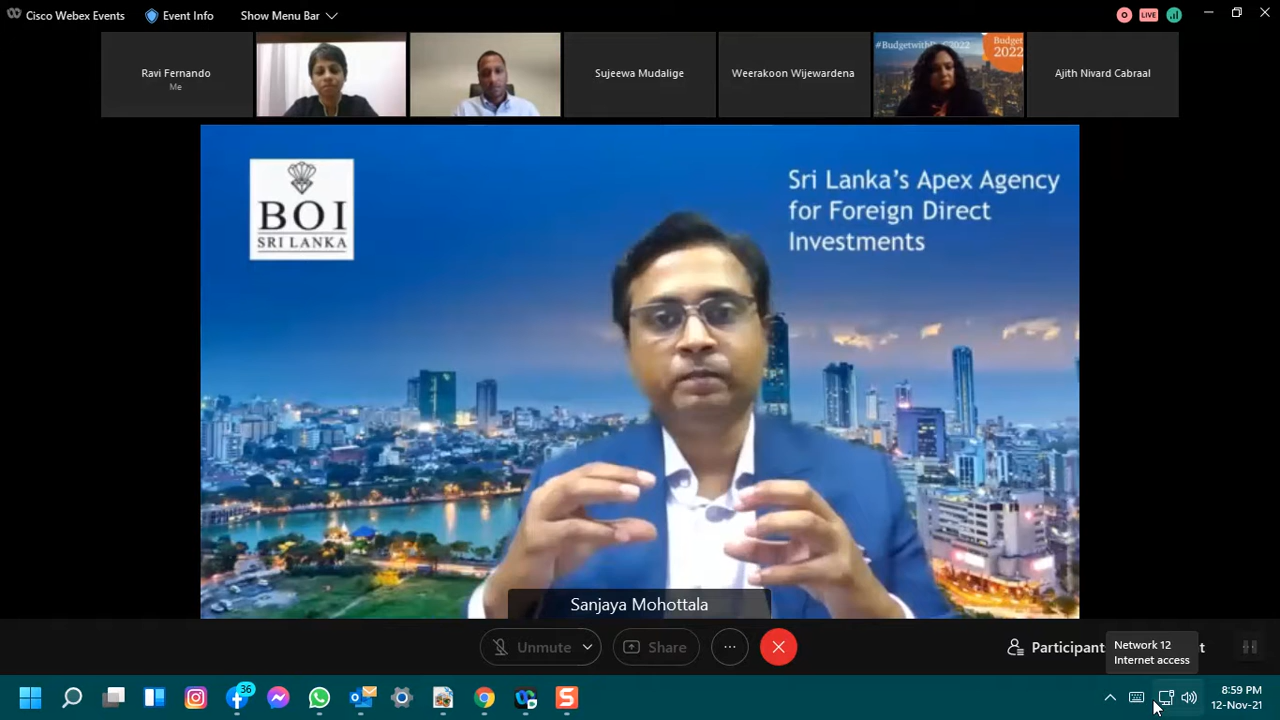 Cisco Webex Events
Event Info
Show Menu Bar
LIVE
Ravi Fernando
Me
Sujeewa Mudalige
Weerakoon Wijewardena
Budget
2022
Ajith Nivard Cabraal
BOI
SRI LANKA
Sri Lanka's Apex Agency
for Foreign Direct
Investments
Sanjaya Mohottala
Unmute
Share
Participant
Network 12
Internet access
36
S
8:59 PM
12-Nov-21